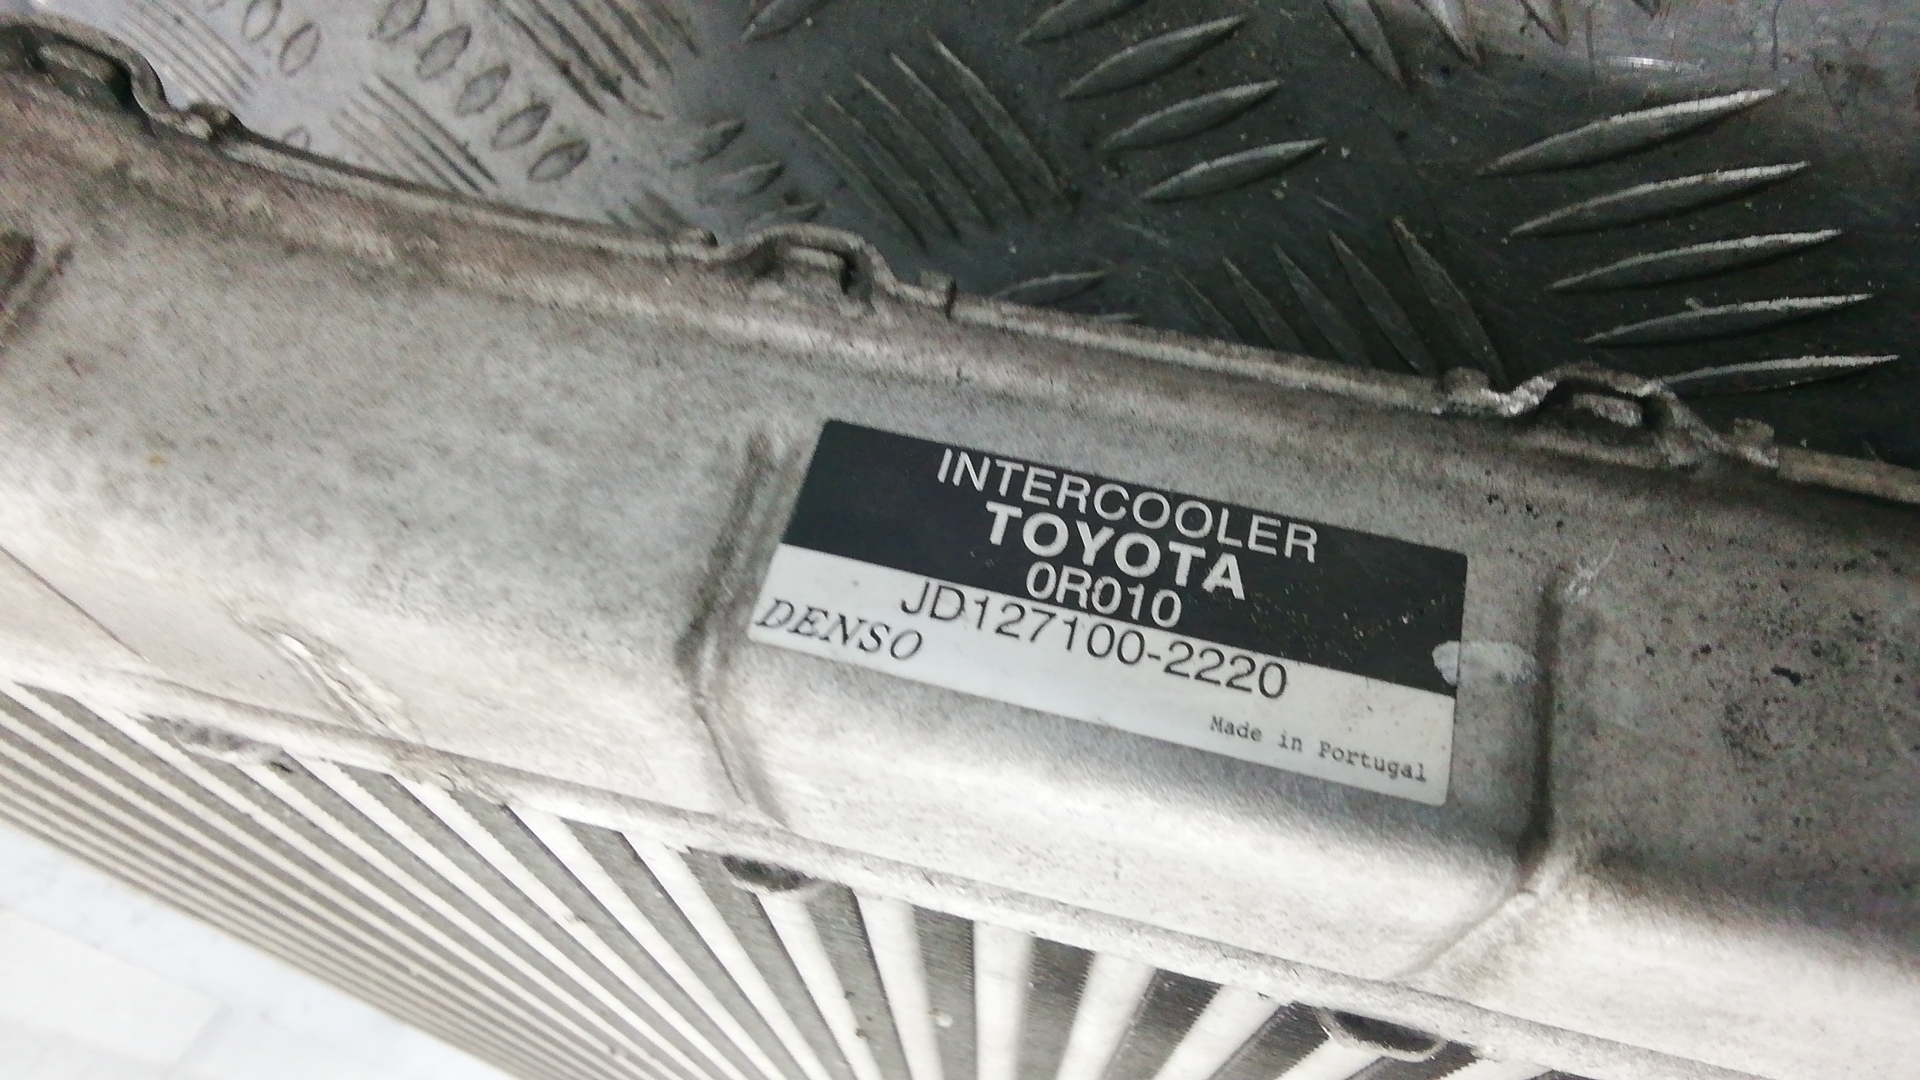 INTERCOOLER
TOYOTA
0R010
JD127100-2220
DENSO
Made in Portugal